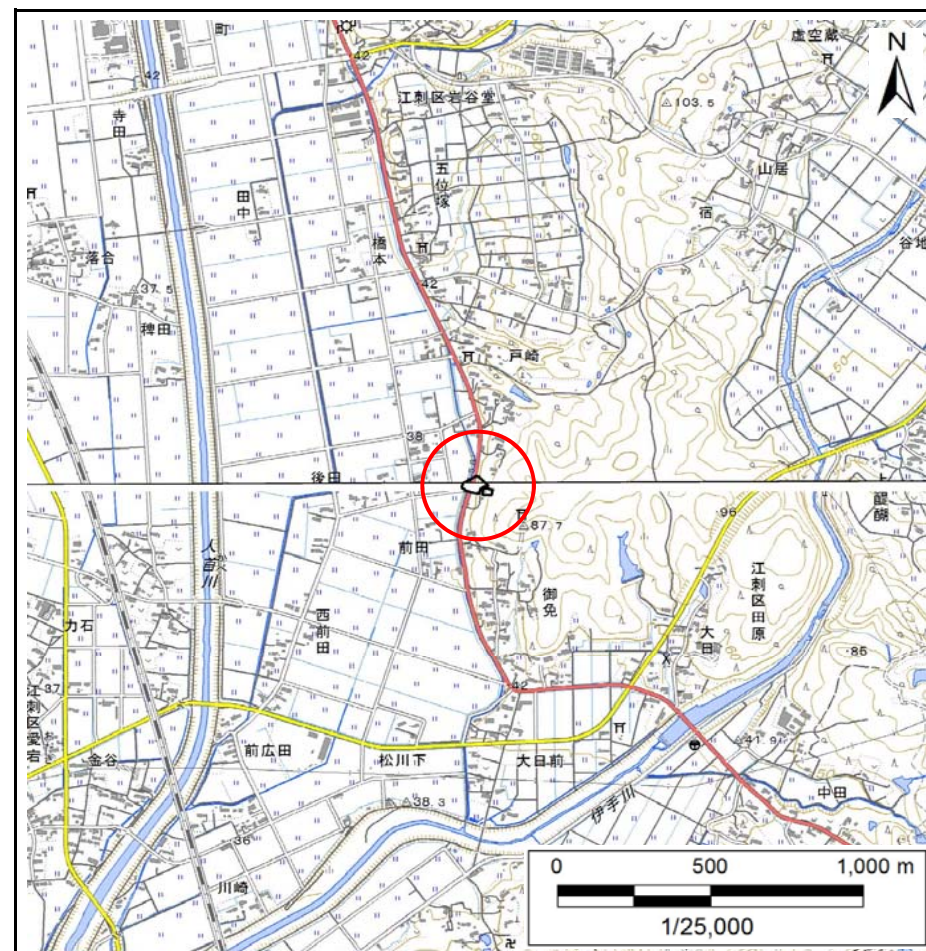 町
虚空蔵
N
42
42
江刺区岩谷堂
103.5
寺田
五位塚
山居
田中
宿
橋本
落合
谷地
42
37.5
稗田
戸崎
50
38
後田
醍醐
96
87.7
人首川
前田
御免
江刺区田原
力石
西前田
大田
85
37
42
江刺区愛宕
金谷
前広田
松川下
大日前
41.9
中田
38.3
伊手川
36
川崎
0 500 1,000 m
1/25,000